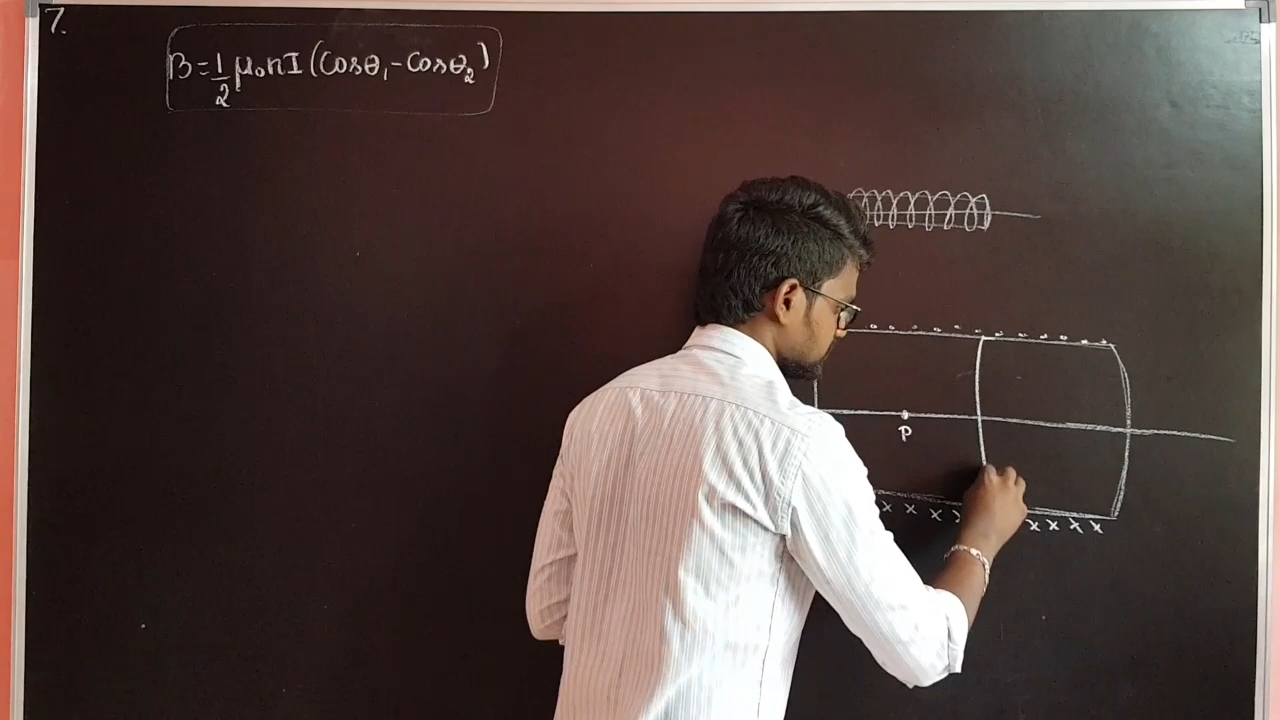 7.
B = 1/2 μ₀nI (Cosθ₁ - Cosθ₂)
P
x x x x x x x x